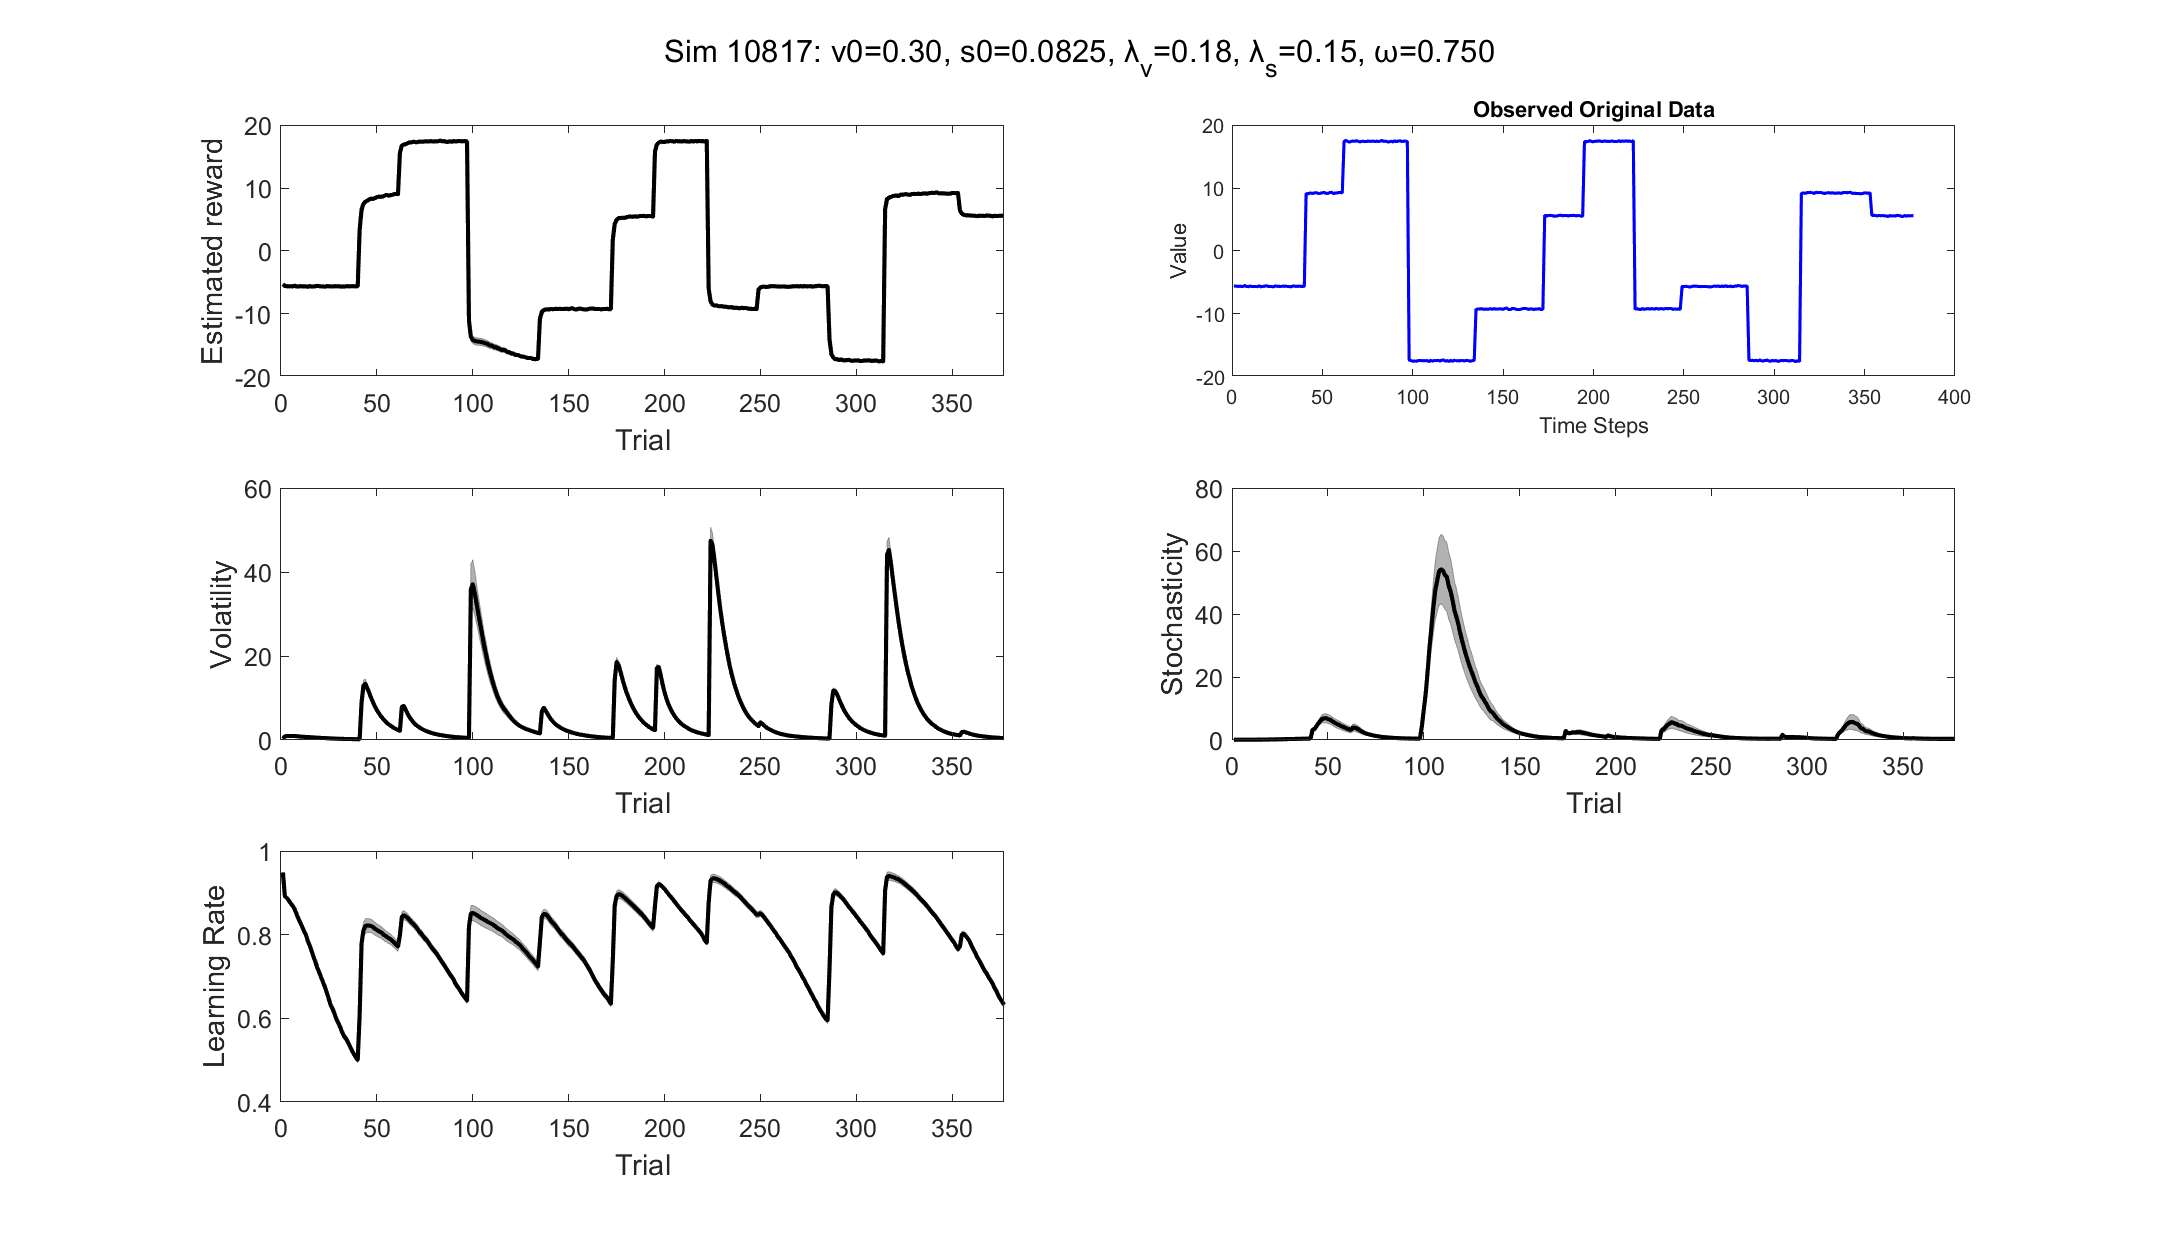 Sim 10817: v0=0.30, s0=0.0825, λ_v=0.18, λ_s=0.15, ω=0.750
20
10
0
-10
-20
Estimated reward
0 50 100 150 200 250 300 350
Trial
Observed Original Data
20
10
0
-10
-20
Value
0 50 100 150 200 250 300 350 400
Time Steps
60
40
20
0
Volatility
0 50 100 150 200 250 300 350
Trial
80
60
40
20
0
Stochasticity
0 50 100 150 200 250 300 350
Trial
1
0.8
0.6
0.4
Learning Rate
0 50 100 150 200 250 300 350
Trial